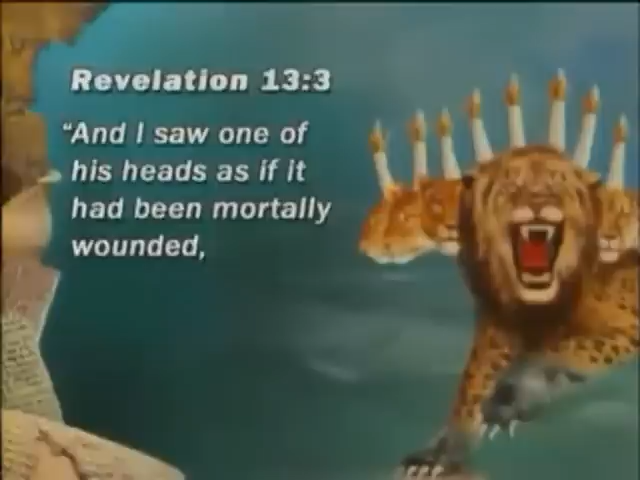 Revelation 13:3
“And I saw one of
his heads as if it
had been mortally
wounded,